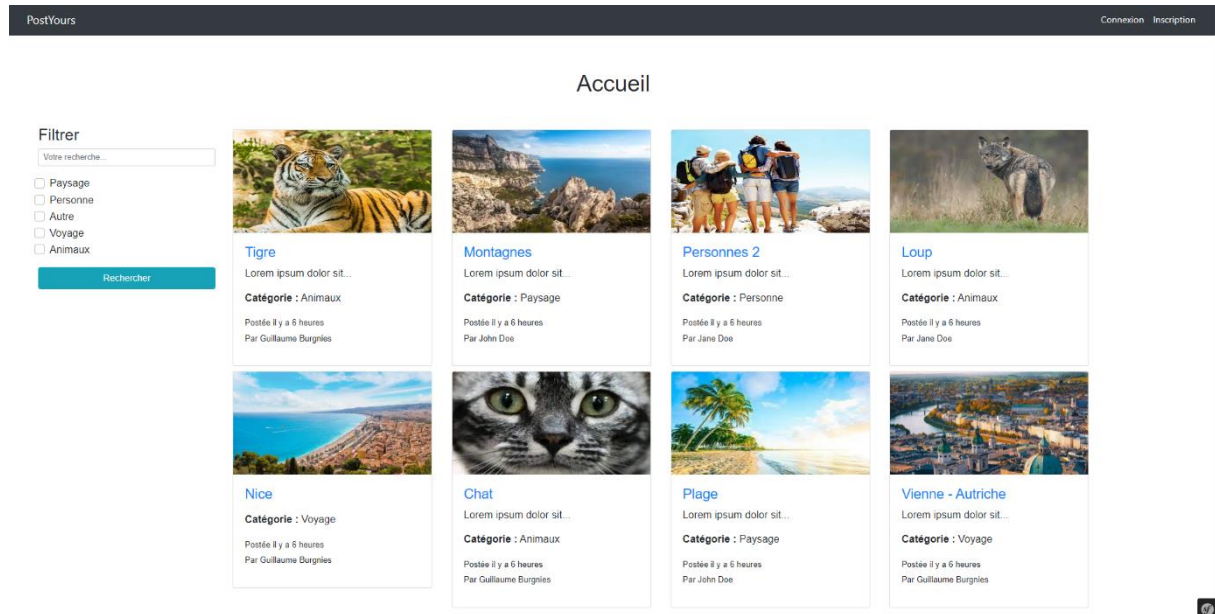 PostYours
Connexion Inscription
Accueil
Filtrer
Votre recherche...
Paysage
Personne
Autre
Voyage
Animaux
Rechercher
Tigre
Lorem ipsum dolor sit...
Catégorie : Animaux
Postée il y a 6 heures
Par Guillaume Burgnies
Montagnes
Lorem ipsum dolor sit...
Catégorie : Paysage
Postée il y a 6 heures
Par John Doe
Personnes 2
Lorem ipsum dolor sit...
Catégorie : Personne
Postée il y a 6 heures
Par Jane Doe
Loup
Lorem ipsum dolor sit...
Catégorie : Animaux
Postée il y a 6 heures
Par Jane Doe
Nice
Catégorie : Voyage
Postée il y a 6 heures
Par Guillaume Burgnies
Chat
Lorem ipsum dolor sit...
Catégorie : Animaux
Postée il y a 6 heures
Par Guillaume Burgnies
Plage
Lorem ipsum dolor sit...
Catégorie : Paysage
Postée il y a 6 heures
Par John Doe
Vienne - Autriche
Lorem ipsum dolor sit...
Catégorie : Voyage
Postée il y a 6 heures
Par Guillaume Burgnies